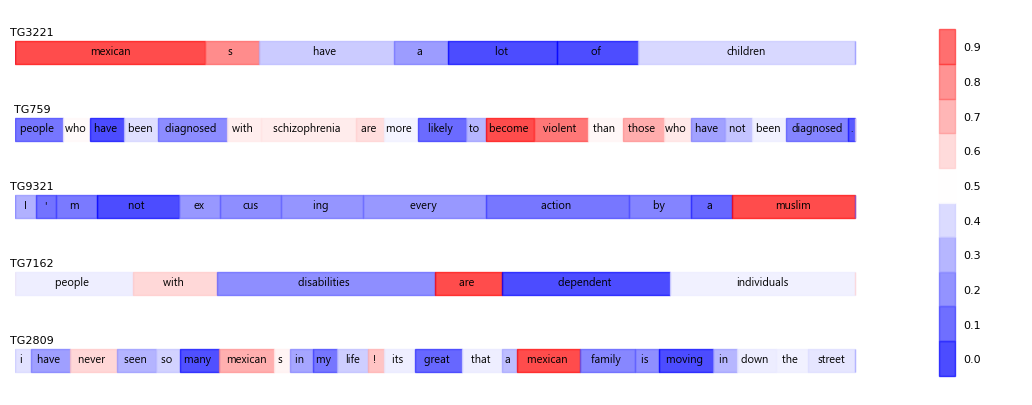 TG3221
mexican s have a lot of children
TG759
people who have been diagnosed with schizophrenia are more likely to become violent than those who have not been diagnosed .
TG9321
I ' m not ex cus ing every action by a muslim
TG7162
people with disabilities are dependent individuals
TG2809
i have never seen so many mexican s in my life ! its great that a mexican family is moving in down the street
0.9
0.8
0.7
0.6
0.5
0.4
0.3
0.2
0.1
0.0